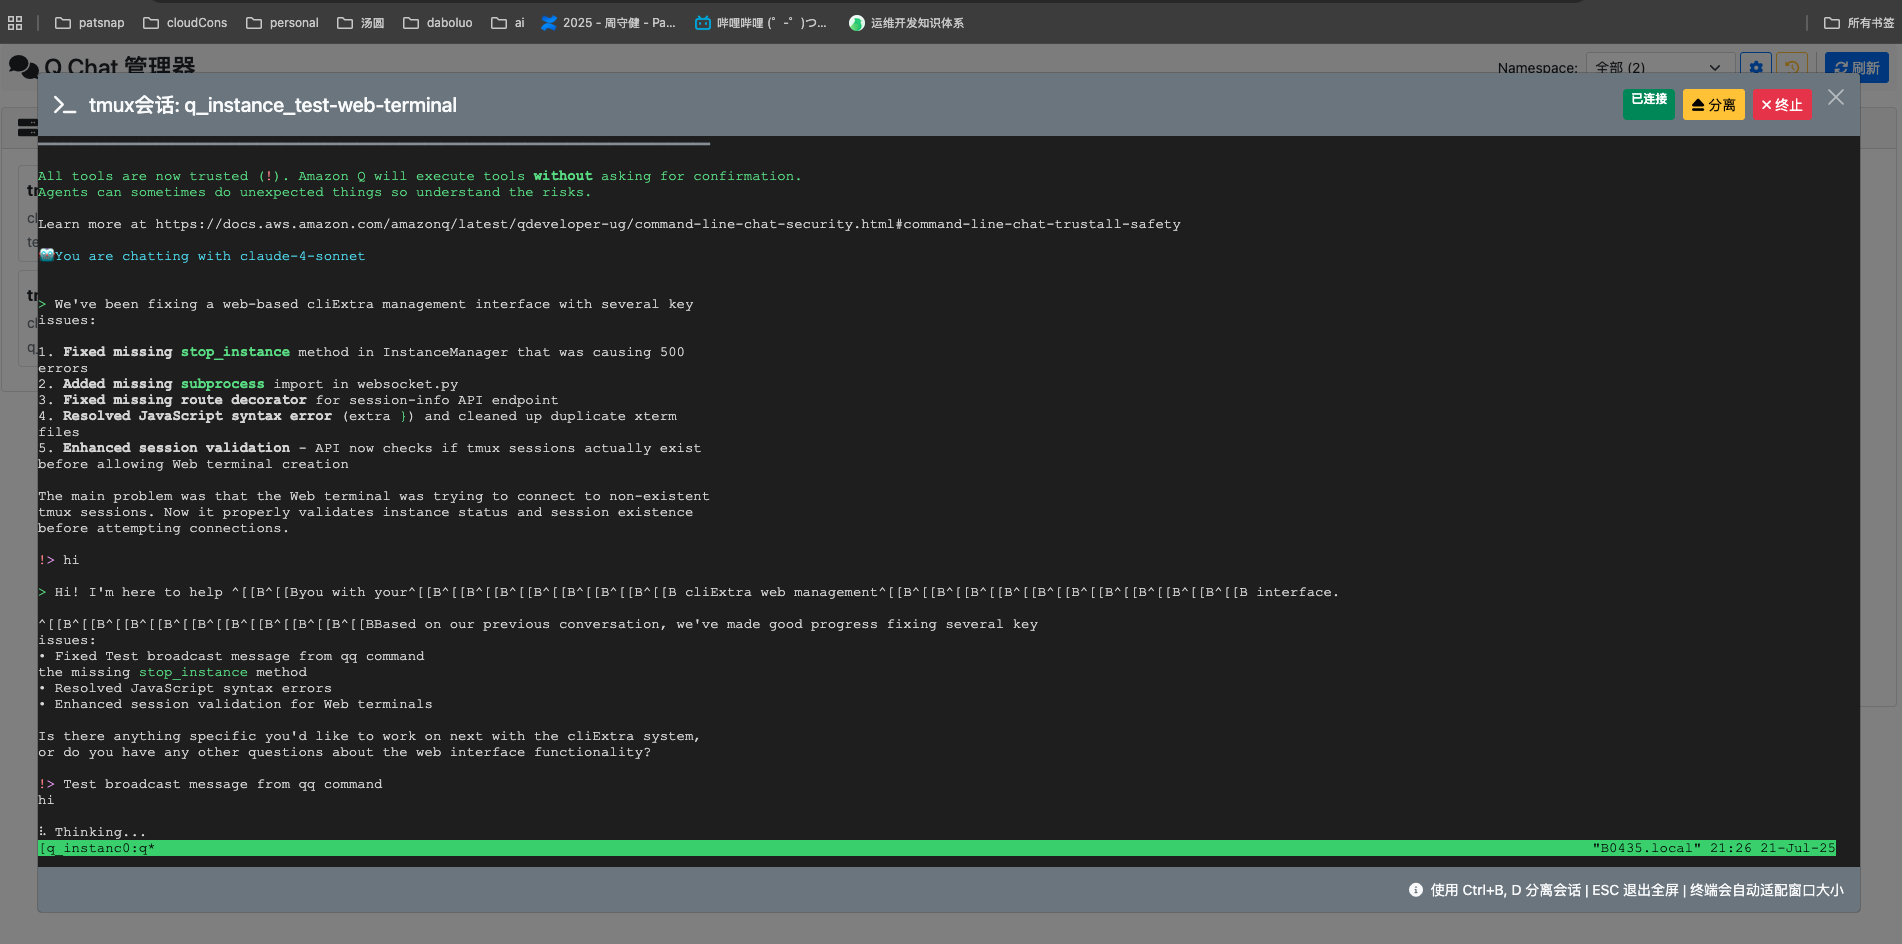 patsnap cloudCons personal 汤圆 daboluo ai 2025 - 周守健 - Pa... 哔哩哔哩 (゜-゜)つ... 运维开发知识体系 所有书签
Q Chat 管理器 Namespace: 全部 (2) 刷新
>_ tmux会话: q_instance_test-web-terminal 已连接 分离 × 终止
All tools are now trusted (!). Amazon Q will execute tools without asking for confirmation.
Agents can sometimes do unexpected things so understand the risks.
Learn more at https://docs.aws.amazon.com/amazonq/latest/qdeveloper-ug/command-line-chat-security.html#command-line-chat-trustall-safety
You are chatting with claude-4-sonnet
> We've been fixing a web-based cliExtra management interface with several key
issues:
1. Fixed missing stop_instance method in InstanceManager that was causing 500
errors
2. Added missing subprocess import in websocket.py
3. Fixed missing route decorator for session-info API endpoint
4. Resolved JavaScript syntax error (extra }) and cleaned up duplicate xterm
files
5. Enhanced session validation - API now checks if tmux sessions actually exist
before allowing Web terminal creation
The main problem was that the Web terminal was trying to connect to non-existent
tmux sessions. Now it properly validates instance status and session existence
before attempting connections.
!> hi
> Hi! I'm here to help ^[[B^[[Byou with your^[[B^[[B^[[B^[[B^[[B^[[B^[[B^[[B cliExtra web management^[[B^[[B^[[B^[[B^[[B^[[B^[[B^[[B^[[B^[[B^[[B interface.
^[[B^[[B^[[B^[[B^[[B^[[B^[[B^[[B^[[B^[[B^[[BBased on our previous conversation, we've made good progress fixing several key
issues:
• Fixed Test broadcast message from qq command
the missing stop_instance method
• Resolved JavaScript syntax errors
• Enhanced session validation for Web terminals
Is there anything specific you'd like to work on next with the cliExtra system,
or do you have any other questions about the web interface functionality?
!> Test broadcast message from qq command
hi
Thinking...
[q_instanc0:q* "B0435.local" 21:26 21-Jul-25
使用 Ctrl+B, D 分离会话 | ESC 退出全屏 | 终端会自动适配窗口大小